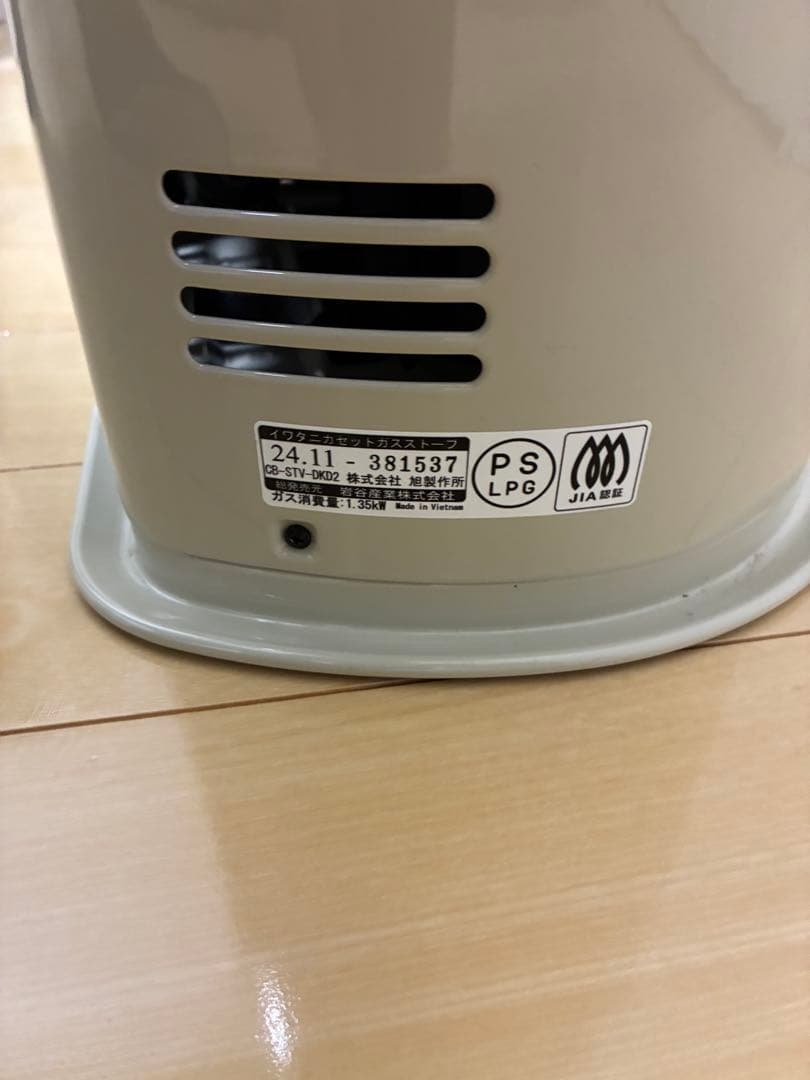 イワタニカセットガスストーブ
24.11 - 381537
CB-STV-DKD2 株式会社 旭製作所
総発売元 岩谷産業株式会社
ガス消費量:1.35kW Made in Vietnam
PS
LPG
JIA認証